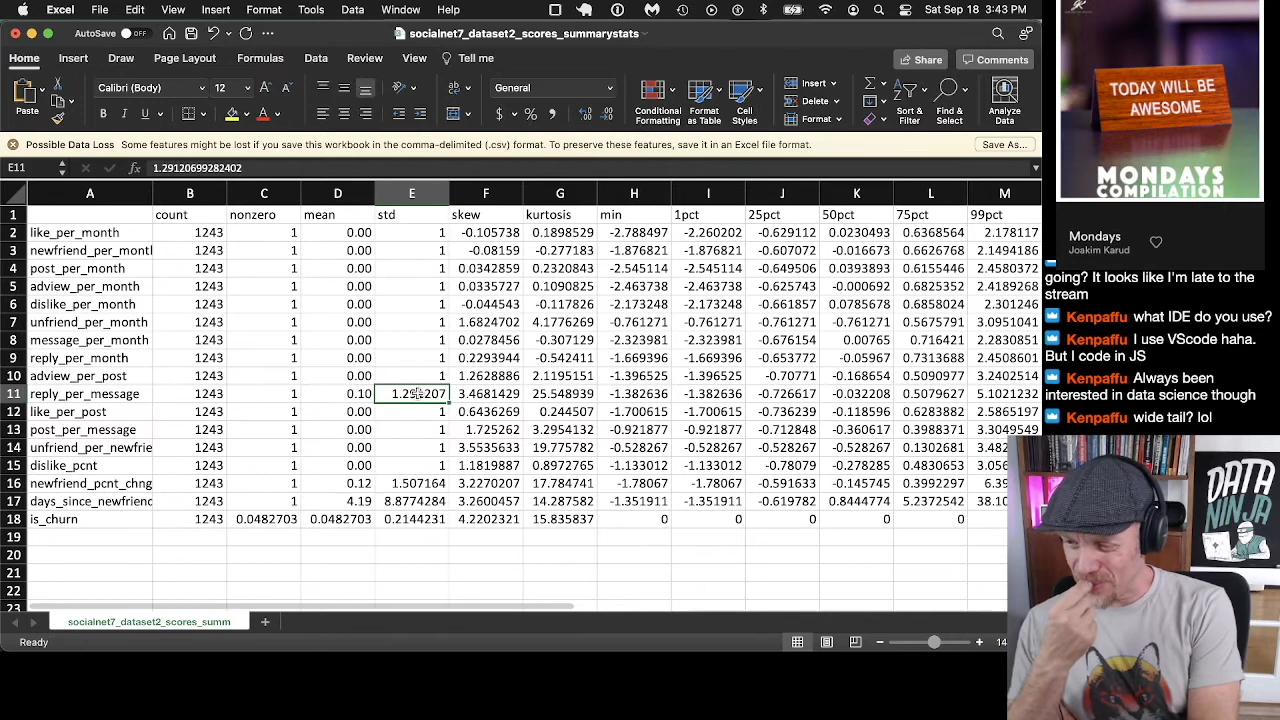 Excel File Edit View Insert Format Tools Data Window Help Sat Sep 18 3:43 PM
AutoSave OFF socialnet7_dataset2_scores_summarystats
Home Insert Draw Page Layout Formulas Data Review View Tell me Share Comments
Paste Calibri (Body) 12 General Conditional Formatting Format as Table Cell Styles Insert Delete Format Sort & Filter Find & Select Analyze Data
Possible Data Loss Some features might be lost if you save this workbook in the comma-delimited (.csv) format. To preserve these features, save it in an Excel file format. Save As...
E11 fx 1.29120699282402
A B C D E F G H I J K L M
1 count nonzero mean std skew kurtosis min 1pct 25pct 50pct 75pct 99pct
2 like_per_month 1243 1 0.00 1 -0.105738 0.1898529 -2.788497 -2.260202 -0.629112 0.0230493 0.6368564 2.178117
3 newfriend_per_montl 1243 1 0.00 1 -0.08159 -0.277183 -1.876821 -1.876821 -0.607072 -0.016673 0.6626768 2.1494186
4 post_per_month 1243 1 0.00 1 0.0342859 0.2320843 -2.545114 -2.545114 -0.649506 0.0393893 0.6155446 2.4580372
5 adview_per_month 1243 1 0.00 1 0.0335727 0.1090825 -2.463738 -2.463738 -0.625743 -0.000692 0.6825352 2.4189268
6 dislike_per_month 1243 1 0.00 1 -0.044543 -0.117826 -2.173248 -2.173248 -0.661857 0.0785678 0.6858024 2.301246
7 unfriend_per_month 1243 1 0.00 1 1.6824702 4.1776269 -0.761271 -0.761271 -0.761271 -0.761271 0.5675791 3.0951041
8 message_per_month 1243 1 0.00 1 0.0278456 -0.307129 -2.323981 -2.323981 -0.676154 0.00765 0.716421 2.2830851
9 reply_per_month 1243 1 0.00 1 0.2293944 -0.542411 -1.669396 -1.669396 -0.653772 -0.05967 0.7313688 2.4508601
10 adview_per_post 1243 1 0.00 1 1.2628886 2.1195151 -1.396525 -1.396525 -0.70771 -0.168267 0.5090977 3.2402514
11 reply_per_message 1243 1 0.10 3.4681429 25.548939 -1.382636 -1.382636 -0.726617 -0.032238 0.5079627 5.1021232
12 like_per_post 1243 1 0.00 1 0.6436269 0.244507 -1.700615 -1.700615 -0.736239 -0.118596 0.6283882 2.5865197
13 post_per_message 1243 1 0.00 1 1.725262 3.2954132 -0.921877 -0.921877 -0.712848 -0.360617 0.3988371 3.3049549
14 unfriend_per_newfrie 1243 1 0.00 1 3.5535633 19.775782 -0.528267 -0.528267 -0.528267 -0.528267 0.1302681 3.482
15 dislike_pcnt 1243 1 0.00 1 1.1819887 0.8972765 -1.133012 -1.133012 -0.78079 -0.278285 0.4830653 3.056
16 newfriend_pcnt_chng 1243 1 0.12 1.507164 3.2270207 17.784741 -1.78067 -1.78067 -0.591633 -0.145745 0.3992297 6.39
17 days_since_newfrienc 1243 1 4.19 8.8774284 3.2600457 14.287582 -1.351911 -1.351911 -0.619782 0.8444774 5.2372542 38.10
18 is_churn 1243 0.0482703 0.0482703 0.2144231 4.2202321 15.835837 0 0 0 0 0
19
20
21
22
23
socialnet7_dataset2_scores_summ
Ready 14
TODAY WILL BE
AWESOME
MONDAYS
COMPILATION
Mondays
Joakim Karud
going? It looks like I'm late to the
stream
Kenpaffu what IDE do you use?
Kenpaffu I use VScode haha.
But I code in JS
Kenpaffu Always been
interested in data science though
Kenpaffu wide tail? lol
DATA
NINJA